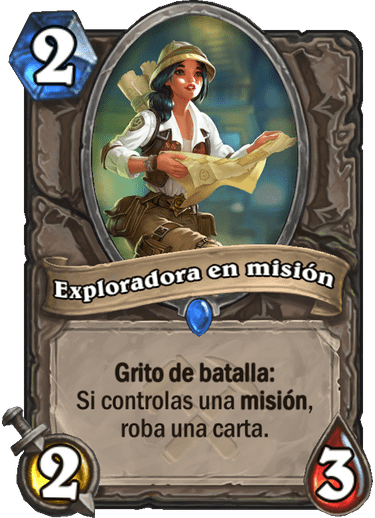 2
Exploradora en misión
Grito de batalla:
Si controlas una misión,
roba una carta.
2
3